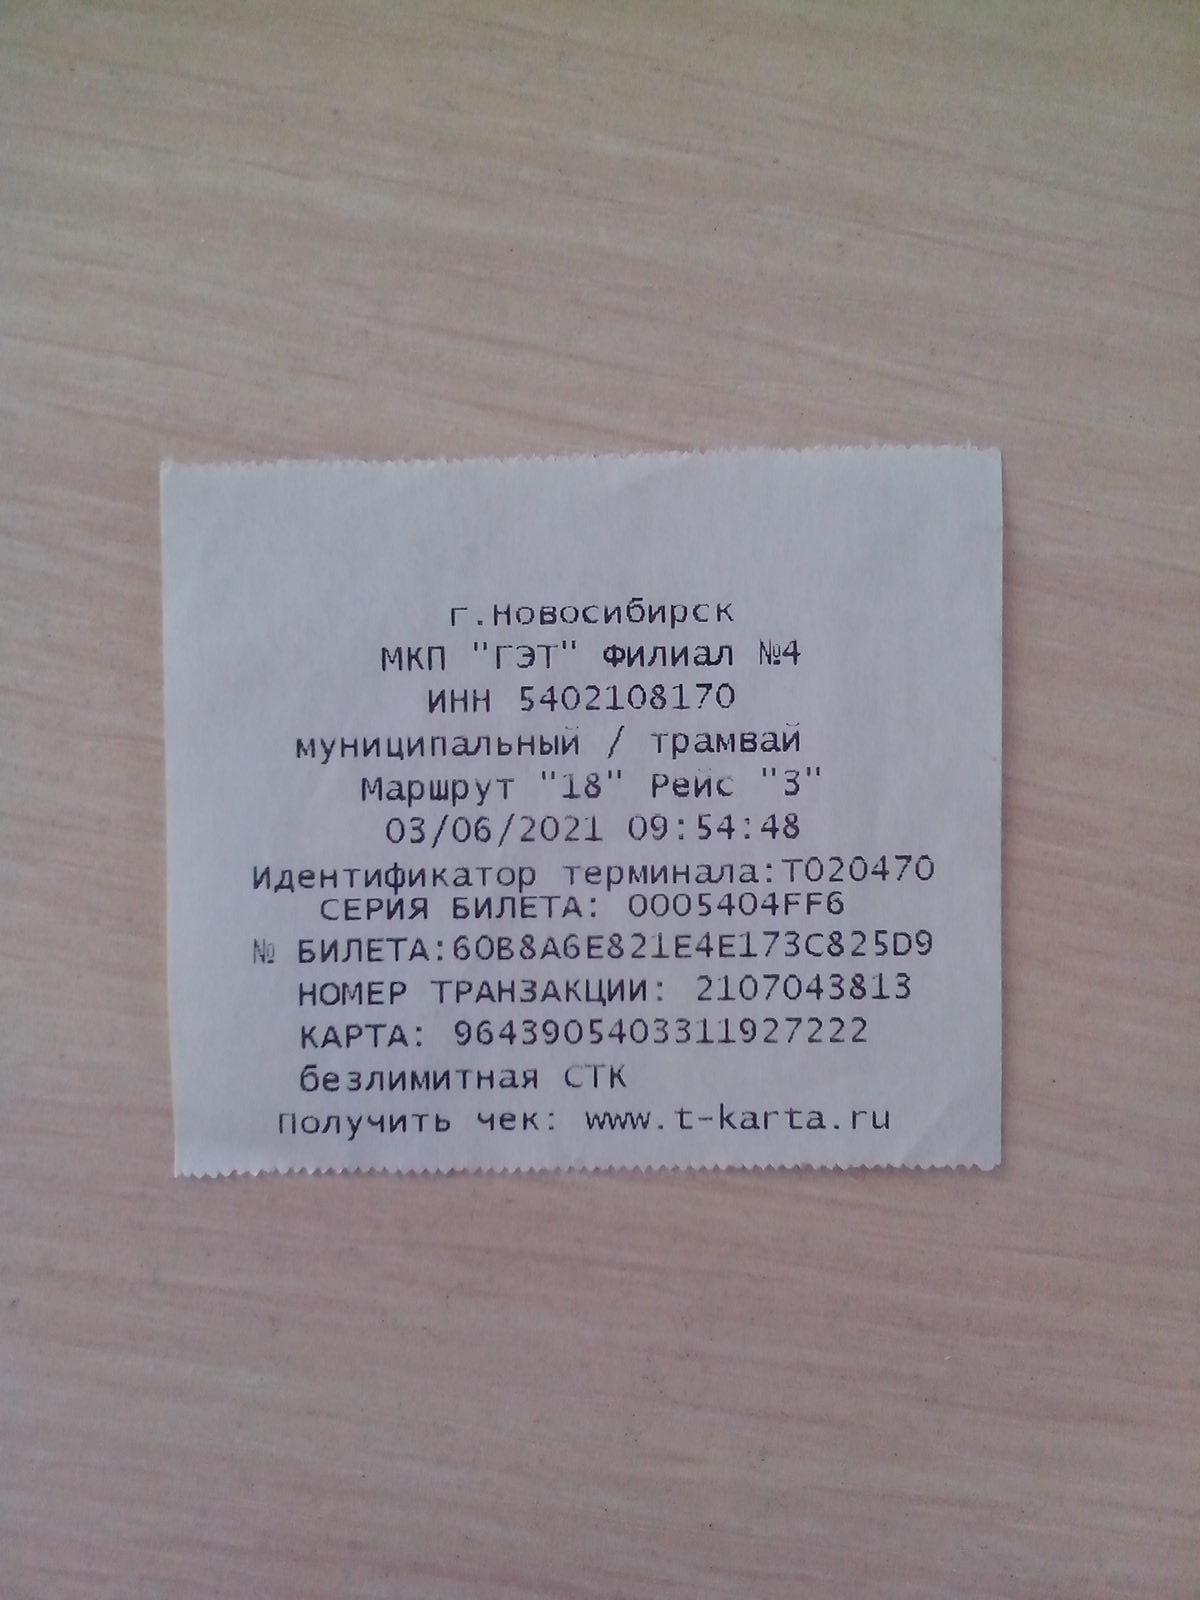 г.Новосибирск
МКП "ГЭТ" Филиал №4
ИНН 5402108170
муниципальный / трамвай
Маршрут "18" Рейс "3"
03/06/2021 09:54:48
Идентификатор терминала:T020470
СЕРИЯ БИЛЕТА: 0005404FF6
№ БИЛЕТА:60B8A6E821E4E173C825D9
НОМЕР ТРАНЗАКЦИИ: 2107043813
КАРТА: 9643905403311927222
безлимитная СТК
Получить чек: www.t-karta.ru